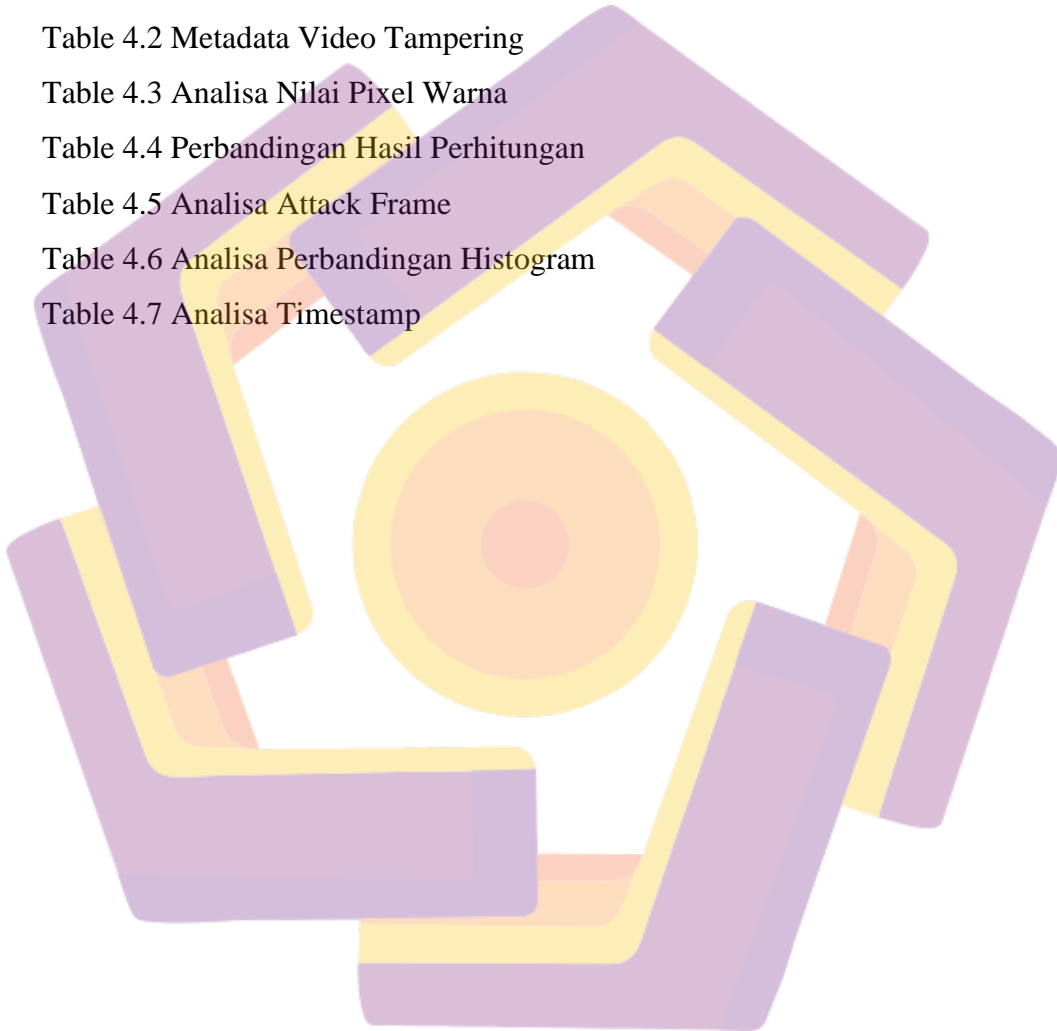 Table 4.2 Metadata Video Tampering
Table 4.3 Analisa Nilai Pixel Warna
Table 4.4 Perbandingan Hasil Perhitungan
Table 4.5 Analisa Attack Frame
Table 4.6 Analisa Perbandingan Histogram
Table 4.7 Analisa Timestamp